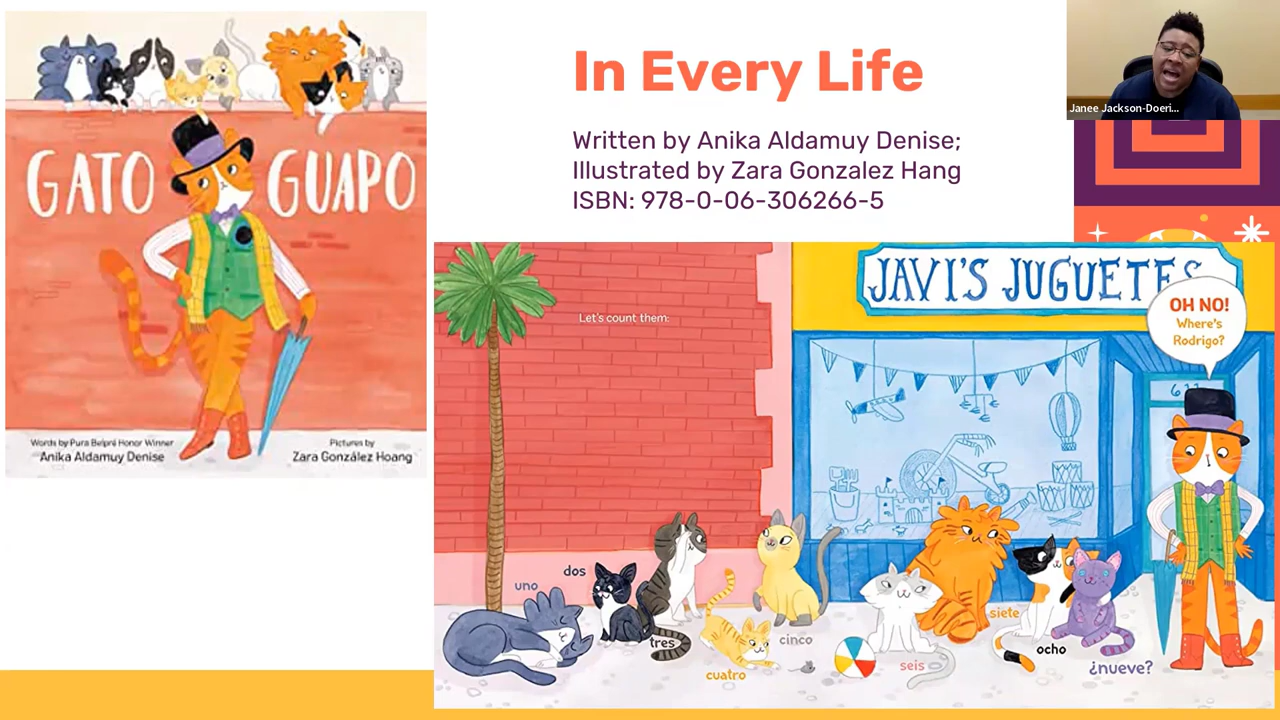 GATO GUAPO
Words by Pura Belpré Honor Winner
Anika Aldamuy Denise
Pictures by
Zara González Hoang
In Every Life
Written by Anika Aldamuy Denise;
Illustrated by Zara Gonzalez Hang
ISBN: 978-0-06-306266-5
Janee Jackson-Doeri...
Let's count them:
JAVI'S JUGUETES
OH NO!
Where's
Rodrigo?
uno
dos
tres
cuatro
cinco
seis
siete
ocho
¿nueve?